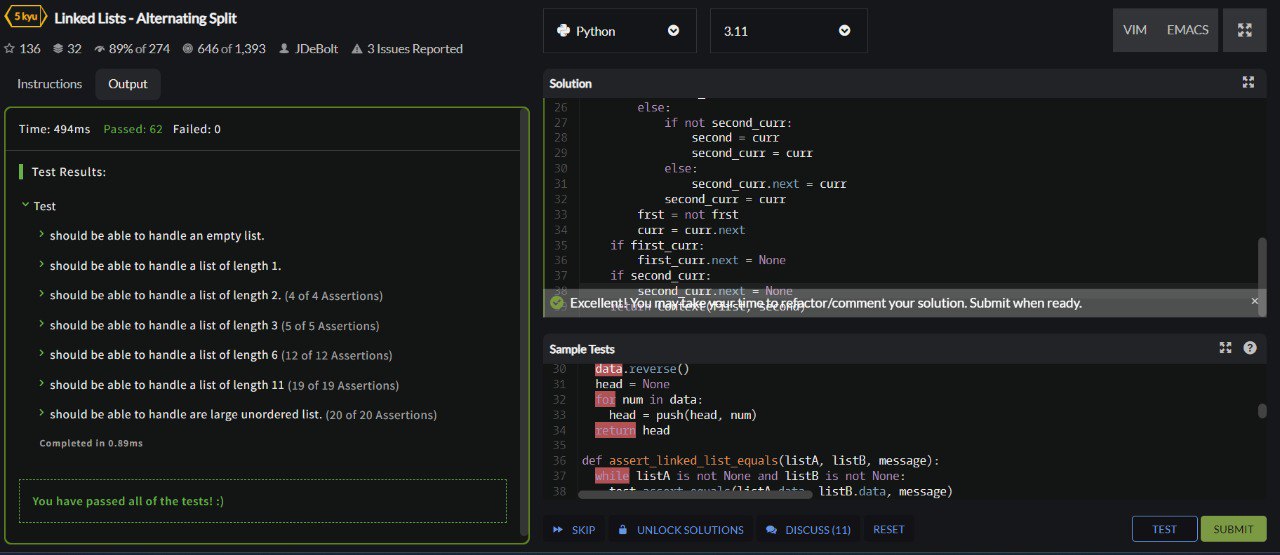 5 kyu Linked Lists - Alternating Split
136 32 89% of 274 646 of 1,393 JDeBolt 3 Issues Reported
Instructions Output
Time: 494ms Passed: 62 Failed: 0
Test Results:
Test
should be able to handle an empty list.
should be able to handle a list of length 1.
should be able to handle a list of length 2. (4 of 4 Assertions)
should be able to handle a list of length 3 (5 of 5 Assertions)
should be able to handle a list of length 6 (12 of 12 Assertions)
should be able to handle a list of length 11 (19 of 19 Assertions)
should be able to handle are large unordered list. (20 of 20 Assertions)
Completed in 0.89ms
You have passed all of the tests! :)
Python 3.11 VIM EMACS
Solution
26 else:
27 if not second_curr:
28 second = curr
29 second_curr = curr
30 else:
31 second_curr.next = curr
32 second_curr = curr
33 frst = not frst
34 curr = curr.next
35 if first_curr:
36 first_curr.next = None
37 if second_curr:
38 second_curr.next = None
Excellent! You may take your time to refactor/comment your solution. Submit when ready. ×
return Context(first, second)
Sample Tests ?
30 data.reverse()
31 head = None
32 for num in data:
33 head = push(head, num)
34 return head
35
36 def assert_linked_list_equals(listA, listB, message):
37 while listA is not None and listB is not None:
38 test.assert_equals(listA.data, listB.data, message)
SKIP UNLOCK SOLUTIONS DISCUSS (11) RESET TEST SUBMIT